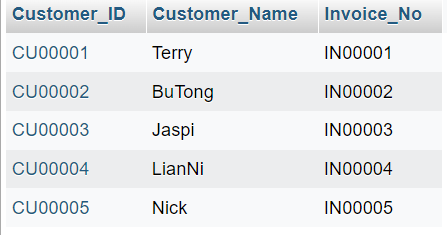 Customer_ID Customer_Name Invoice_No
CU00001 Terry IN00001
CU00002 BuTong IN00002
CU00003 Jaspi IN00003
CU00004 LianNi IN00004
CU00005 Nick IN00005